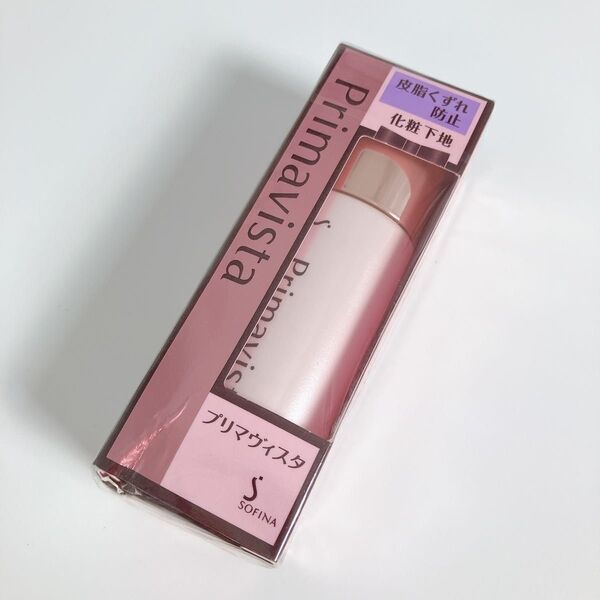 Primavista
皮脂くずれ
防止
化粧下地
S
Primavis
プリマヴィスタ
S
SOFINA